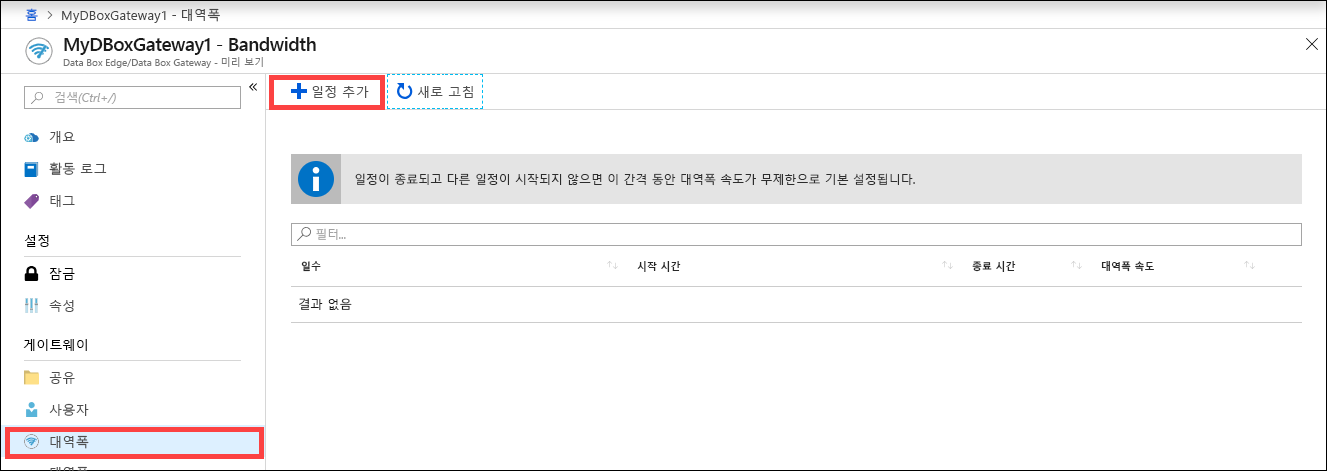 홈 > MyDBoxGateway1 - 대역폭
MyDBoxGateway1 - Bandwidth
Data Box Edge/Data Box Gateway - 미리 보기
검색(Ctrl+/)
개요
활동 로그
태그
설정
잠금
속성
게이트웨이
공유
사용자
대역폭
일정 추가
새로 고침
일정이 종료되고 다른 일정이 시작되지 않으면 이 간격 동안 대역폭 속도가 무제한으로 기본 설정됩니다.
필터...
일수 시작 시간 종료 시간 대역폭 속도
결과 없음